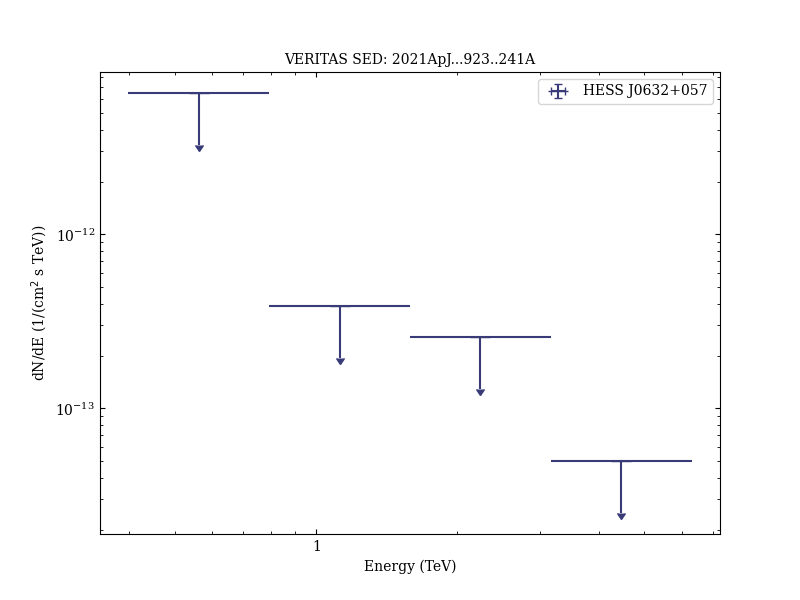 VERITAS SED: 2021ApJ...923..241A
HESS J0632+057
10⁻¹²
10⁻¹³
dN/dE (1/(cm² s TeV))
1
Energy (TeV)